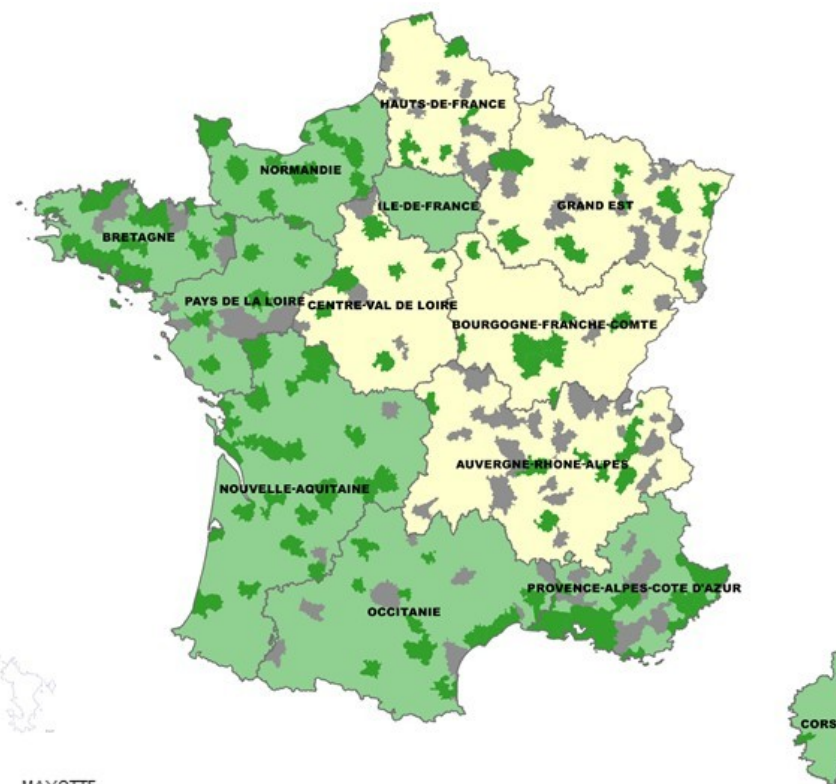 HAUTS-DE-FRANCE
NORMANDIE
ILE-DE-FRANCE
GRAND EST
BRETAGNE
PAYS DE LA LOIRE
CENTRE-VAL DE LOIRE
BOURGOGNE-FRANCHE-COMTE
AUVERGNE-RHONE-ALPES
NOUVELLE-AQUITAINE
PROVENCE-ALPES-COTE D'AZUR
OCCITANIE
CORS
MAYOTTE